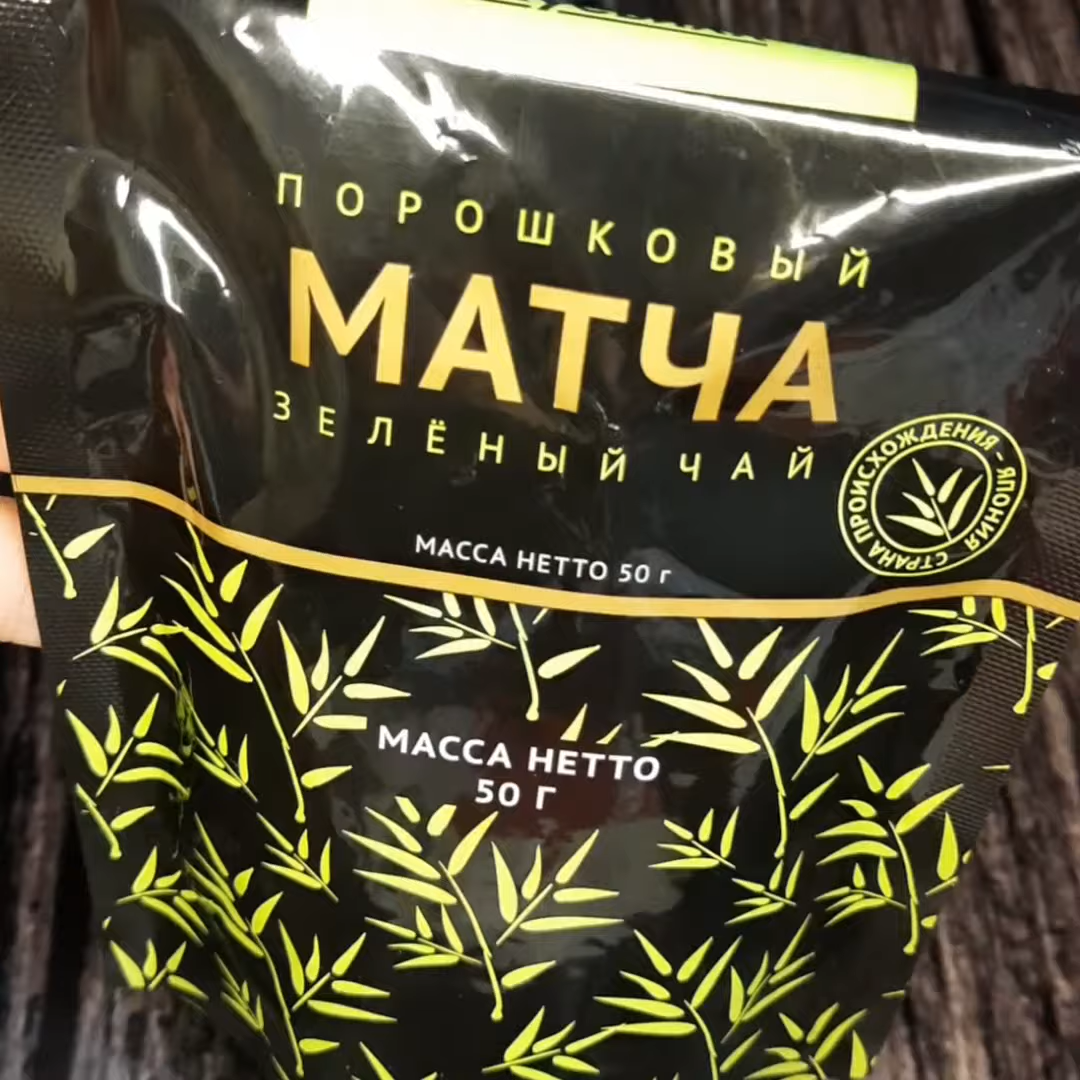 ПОРОШКОВЫЙ
МАТЧА
ЗЕЛЁНЫЙ ЧАЙ
СТРАНА ПРОИСХОЖДЕНИЯ - ЯПОНИЯ
МАССА НЕТТО 50 г
МАССА НЕТТО
50 Г